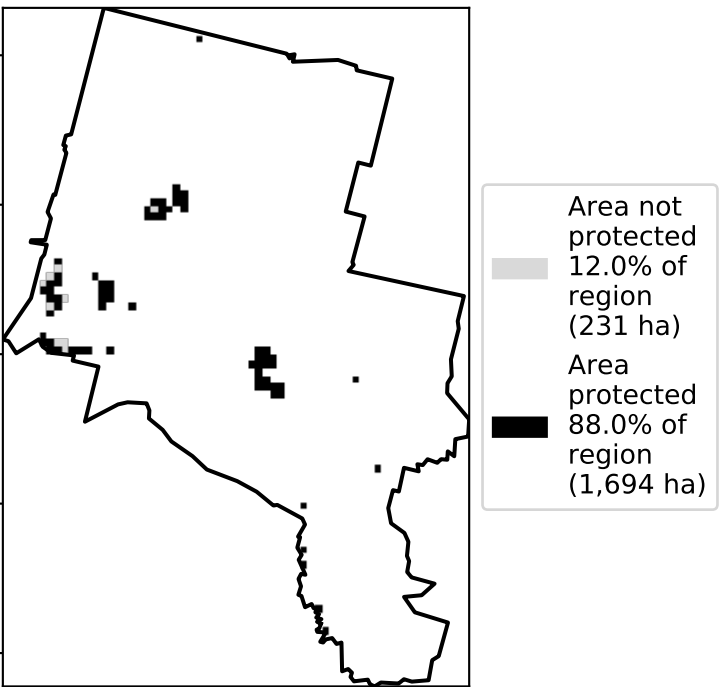 Area not
protected
12.0% of
region
(231 ha)
Area
protected
88.0% of
region
(1,694 ha)